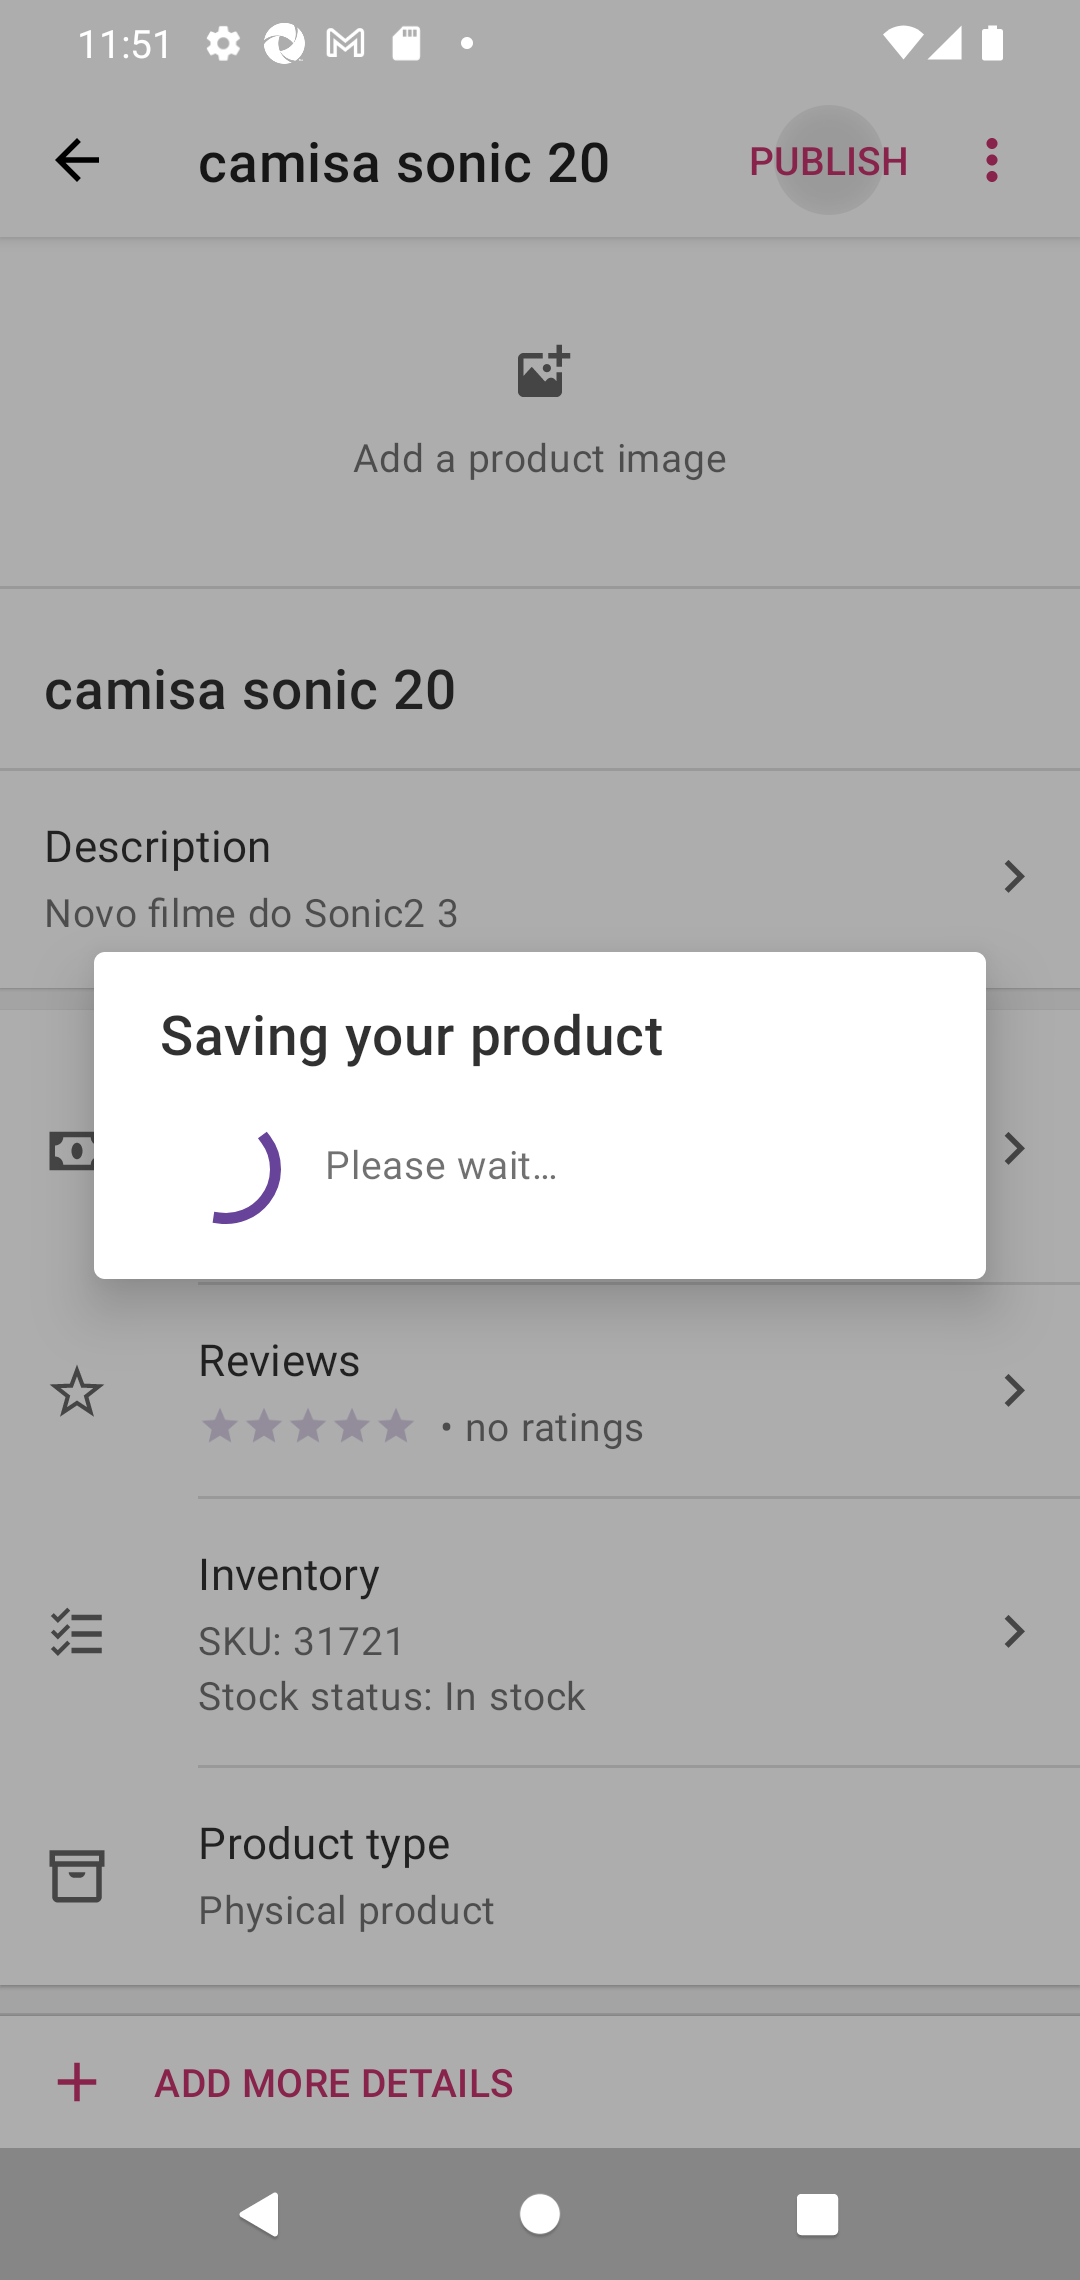 11:51
camisa sonic 20
PUBLISH
Add a product image
camisa sonic 20
Description
Novo filme do Sonic2 3
Saving your product
Please wait...
Reviews
• no ratings
Inventory
SKU: 31721
Stock status: In stock
Product type
Physical product
ADD MORE DETAILS